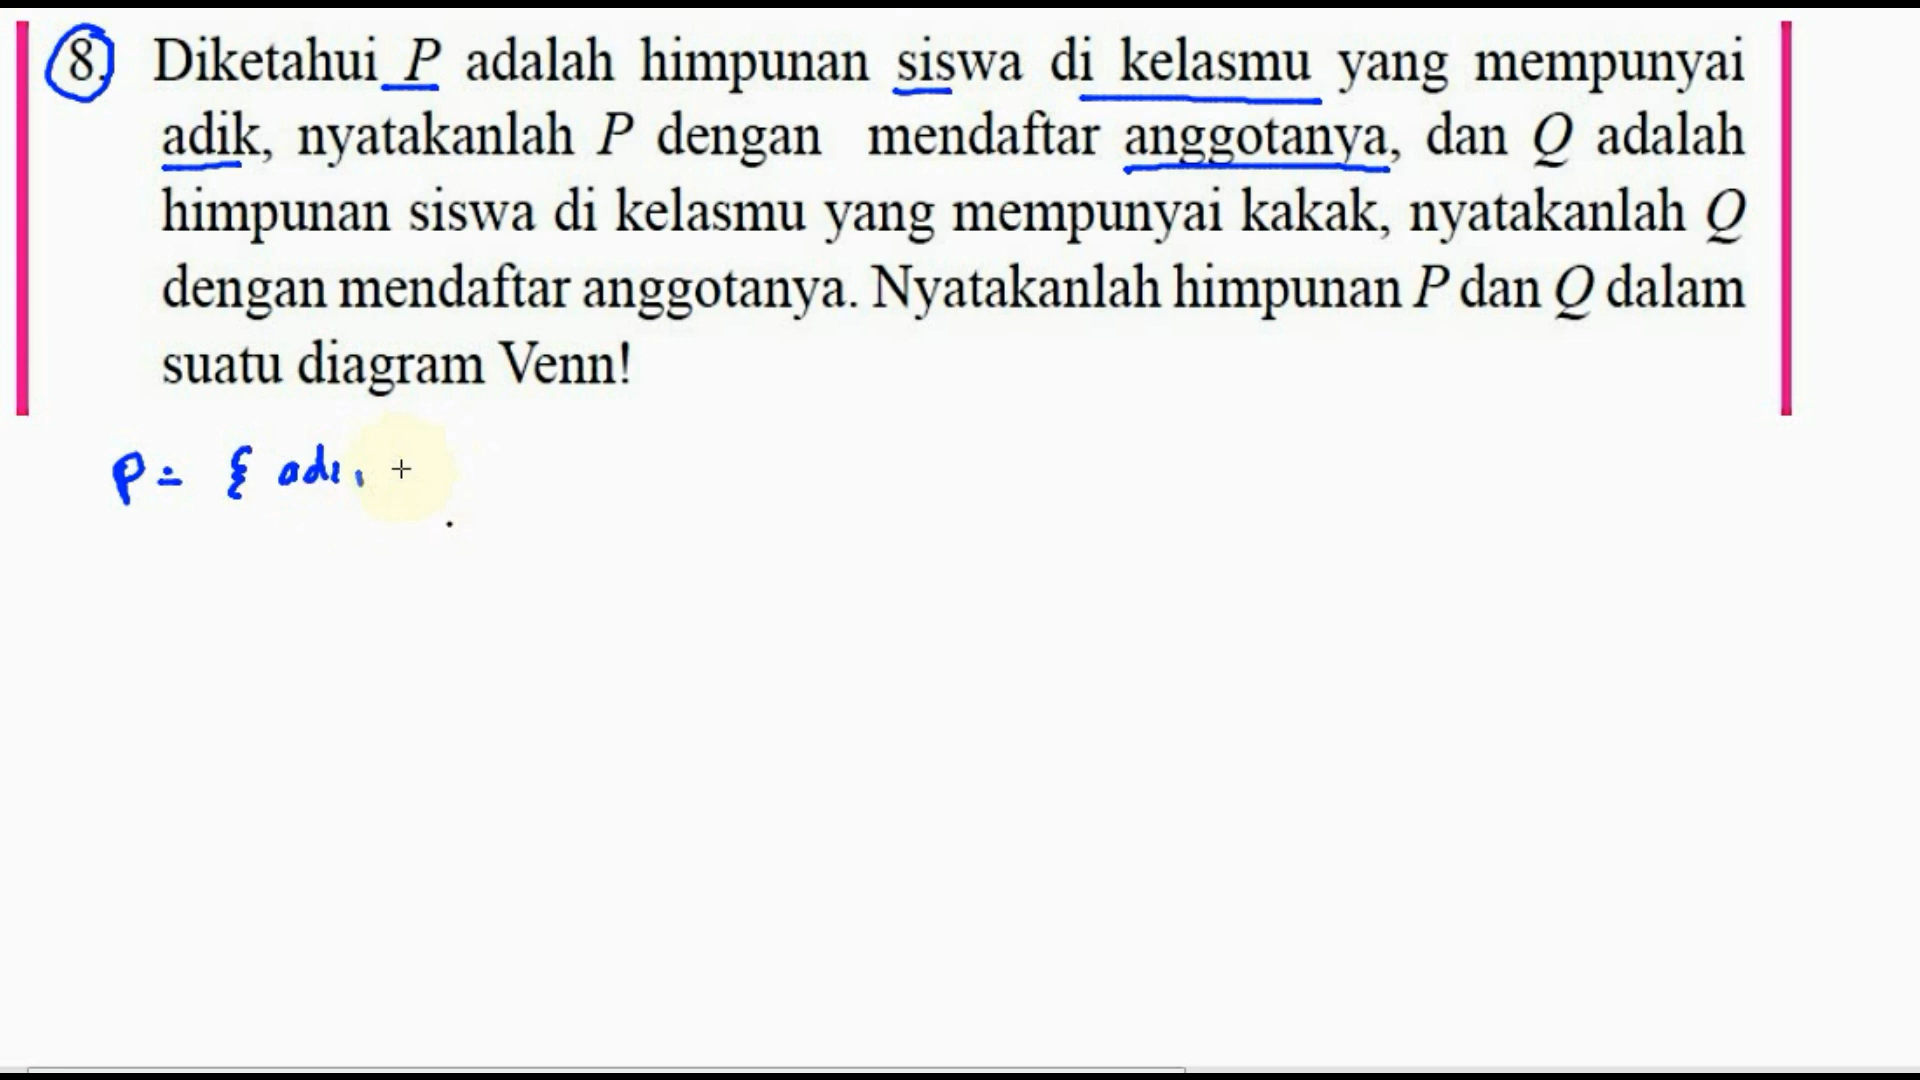 8. Diketahui P adalah himpunan siswa di kelasmu yang mempunyai
adik, nyatakanlah P dengan mendaftar anggotanya, dan Q adalah
himpunan siswa di kelasmu yang mempunyai kakak, nyatakanlah Q
dengan mendaftar anggotanya. Nyatakanlah himpunan P dan Q dalam
suatu diagram Venn!
P = { adi,